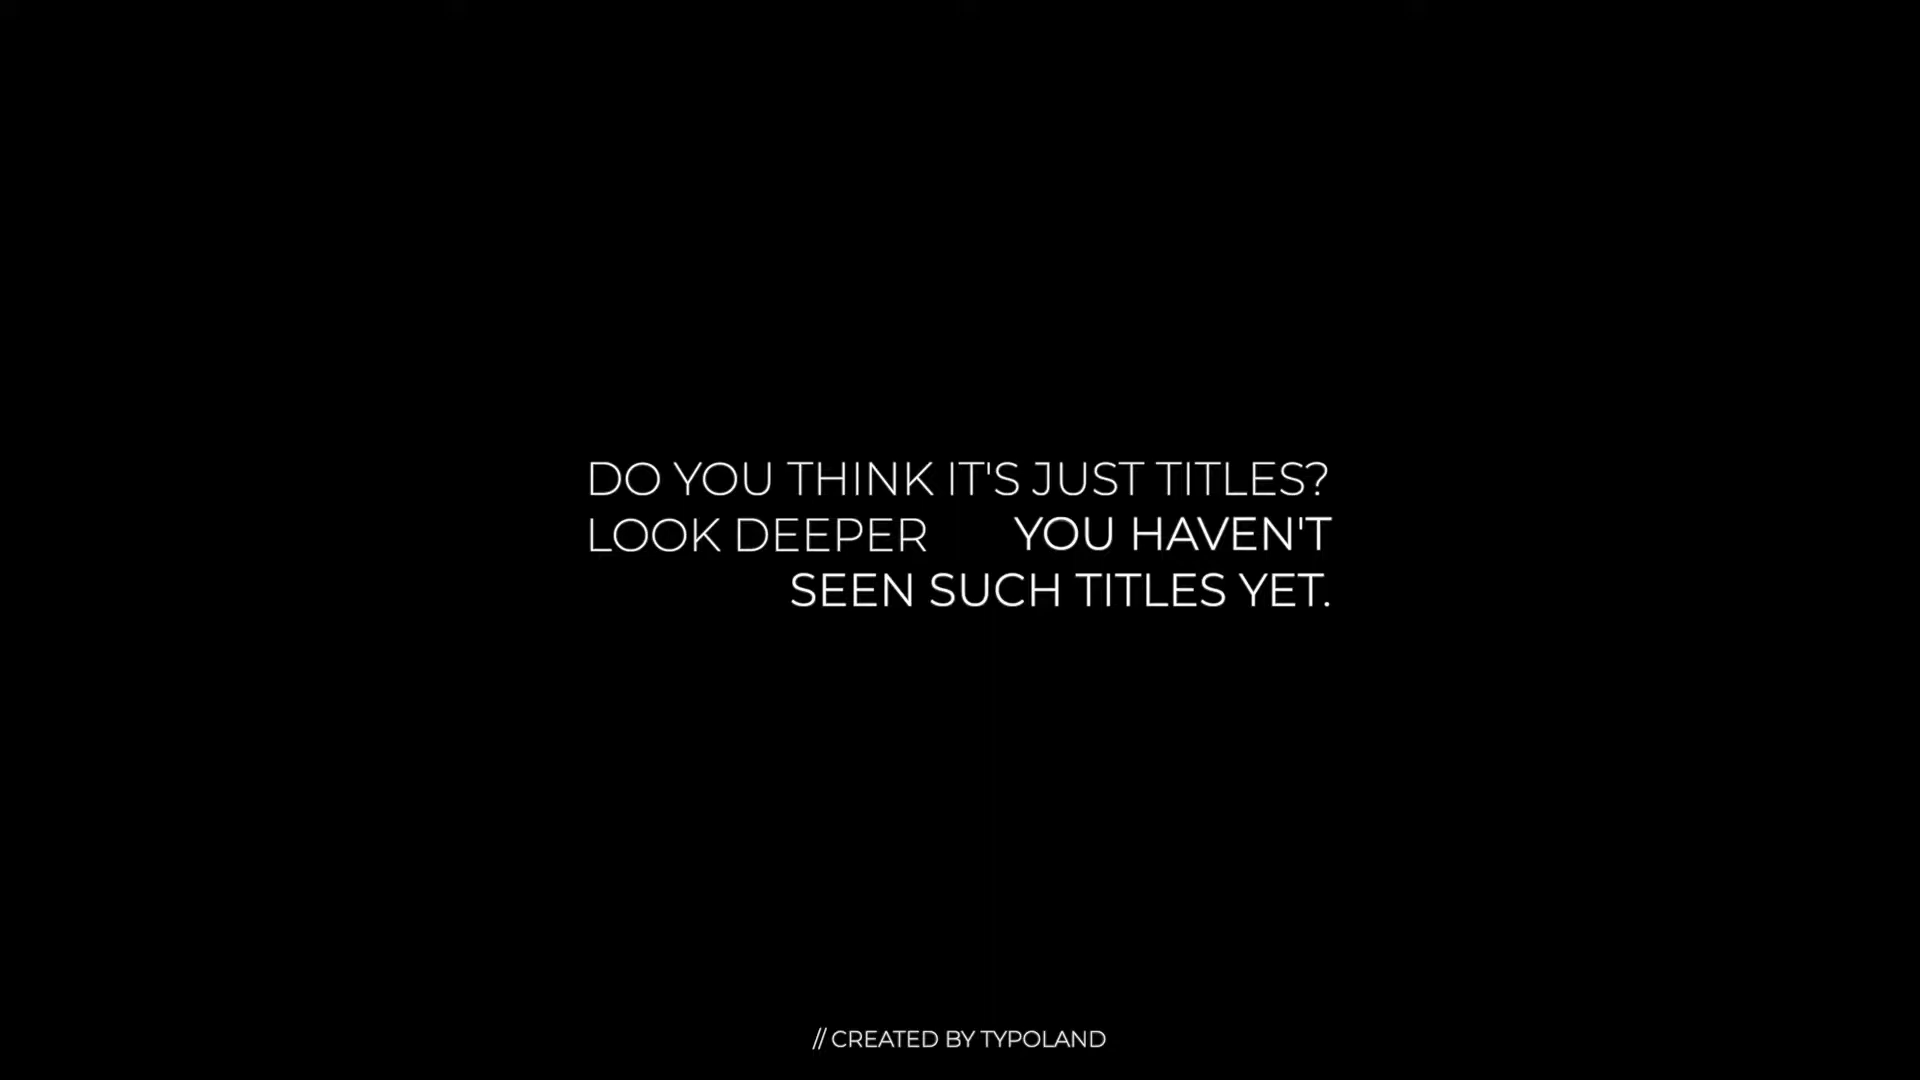 DO YOU THINK IT'S JUST TITLES?
LOOK DEEPER YOU HAVEN'T
SEEN SUCH TITLES YET.
// CREATED BY TYPOLAND